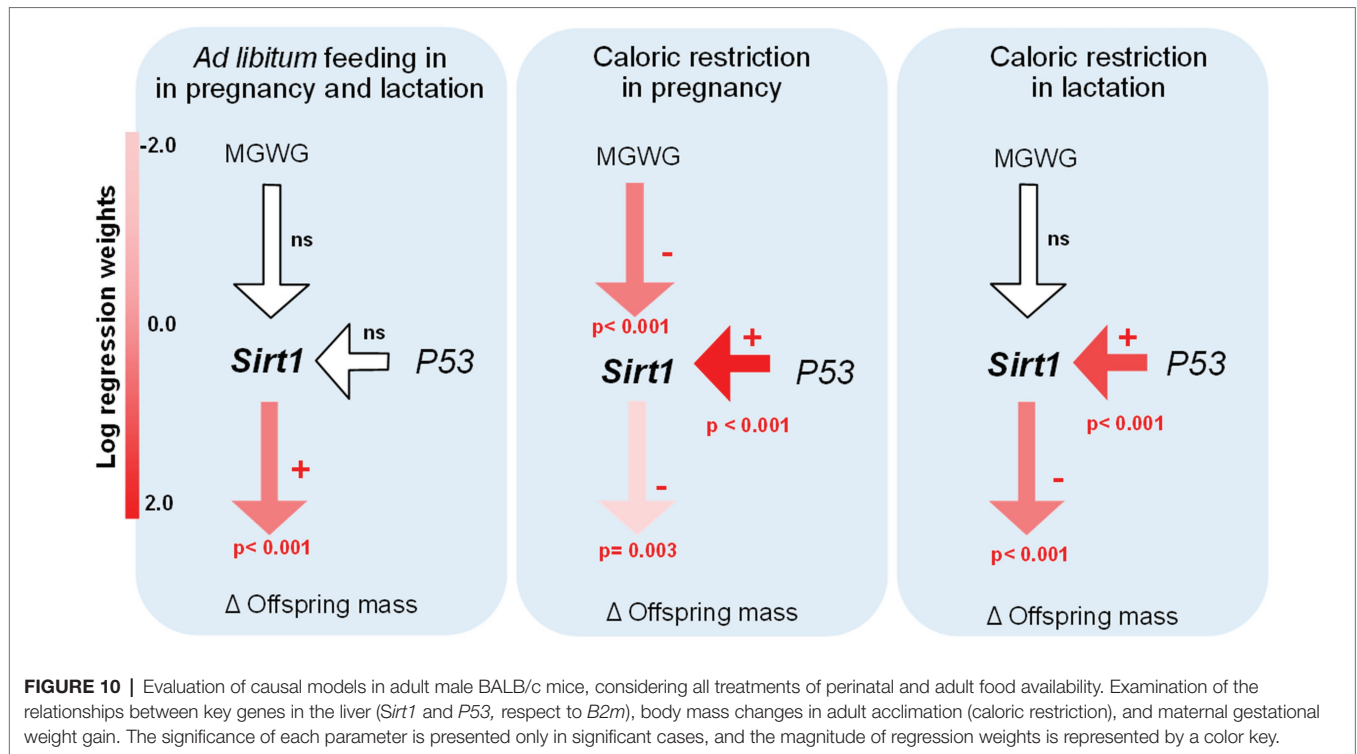 Ad libitum feeding in
in pregnancy and lactation
MGWG
ns
ns
Sirt1
P53
+
p< 0.001
Δ Offspring mass
Caloric restriction
in pregnancy
MGWG
-
p< 0.001
+
Sirt1
P53
p < 0.001
-
p= 0.003
Δ Offspring mass
Caloric restriction
in lactation
MGWG
ns
+
Sirt1
P53
p< 0.001
-
p< 0.001
Δ Offspring mass
Log regression weights
-2.0
0.0
2.0
FIGURE 10 | Evaluation of causal models in adult male BALB/c mice, considering all treatments of perinatal and adult food availability. Examination of the
relationships between key genes in the liver (Sirt1 and P53, respect to B2m), body mass changes in adult acclimation (caloric restriction), and maternal gestational
weight gain. The significance of each parameter is presented only in significant cases, and the magnitude of regression weights is represented by a color key.